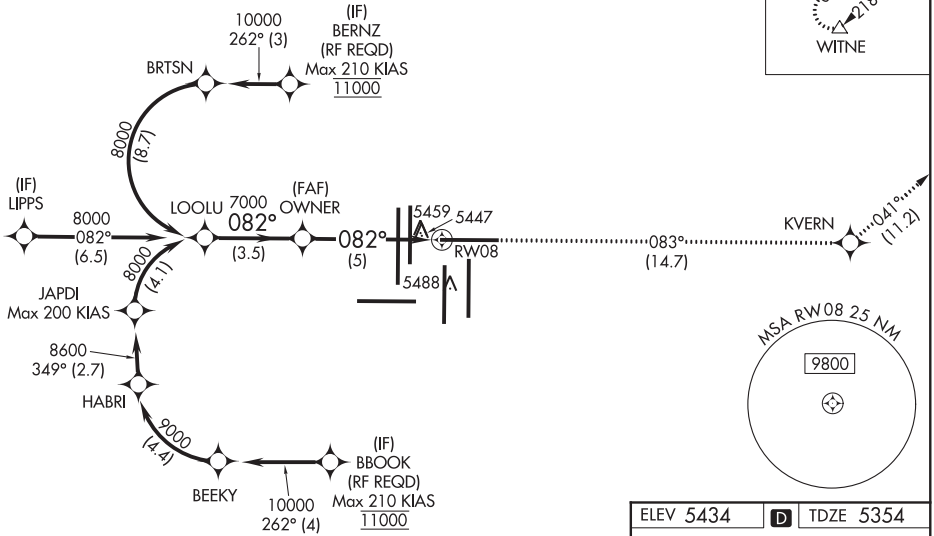 10000
262° (3)
(IF)
BERNZ
(RF REQD)
Max 210 KIAS
11000
BRTSN
218
WITNE
8000
(8.7)
(IF)
LIPPS
8000
082°
(6.5)
LOOLU
7000
082°
(3.5)
(FAF)
OWNER
082°
(5)
5459
5447
RW08
5488
083°
(14.7)
KVERN
041°
(11.2)
8000
(4.1)
JAPDI
Max 200 KIAS
8600
349° (2.7)
HABRI
9000
(4.4)
BEEKY
10000
262° (4)
(IF)
BBOOK
(RF REQD)
Max 210 KIAS
11000
MSA RW08 25 NM
9800
ELEV 5434 D TDZE 5354